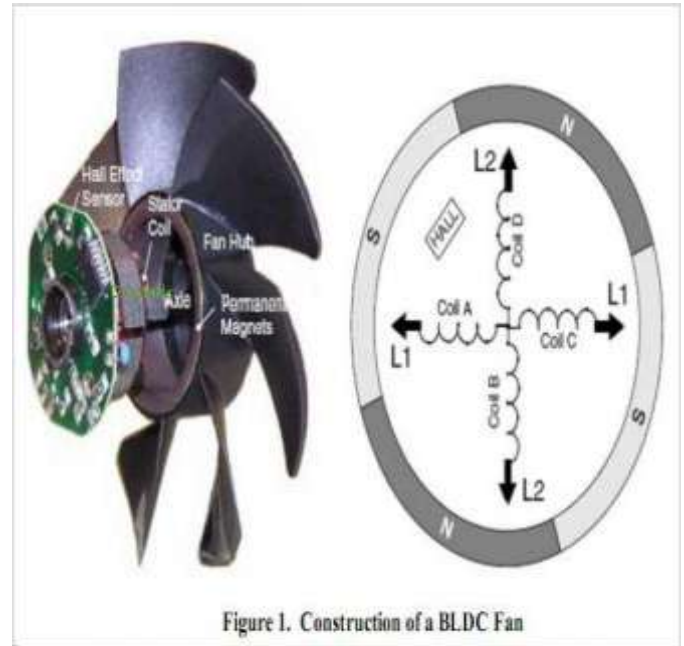 Hall Effect
Sensor
Stator
Coil
Fan Hub
Axle
Permanent
Magnets
N
S
L2
HALL
Coil D
Coil A
L1
Coil C
L1
Coil B
S
L2
N
Figure 1. Construction of a BLDC Fan